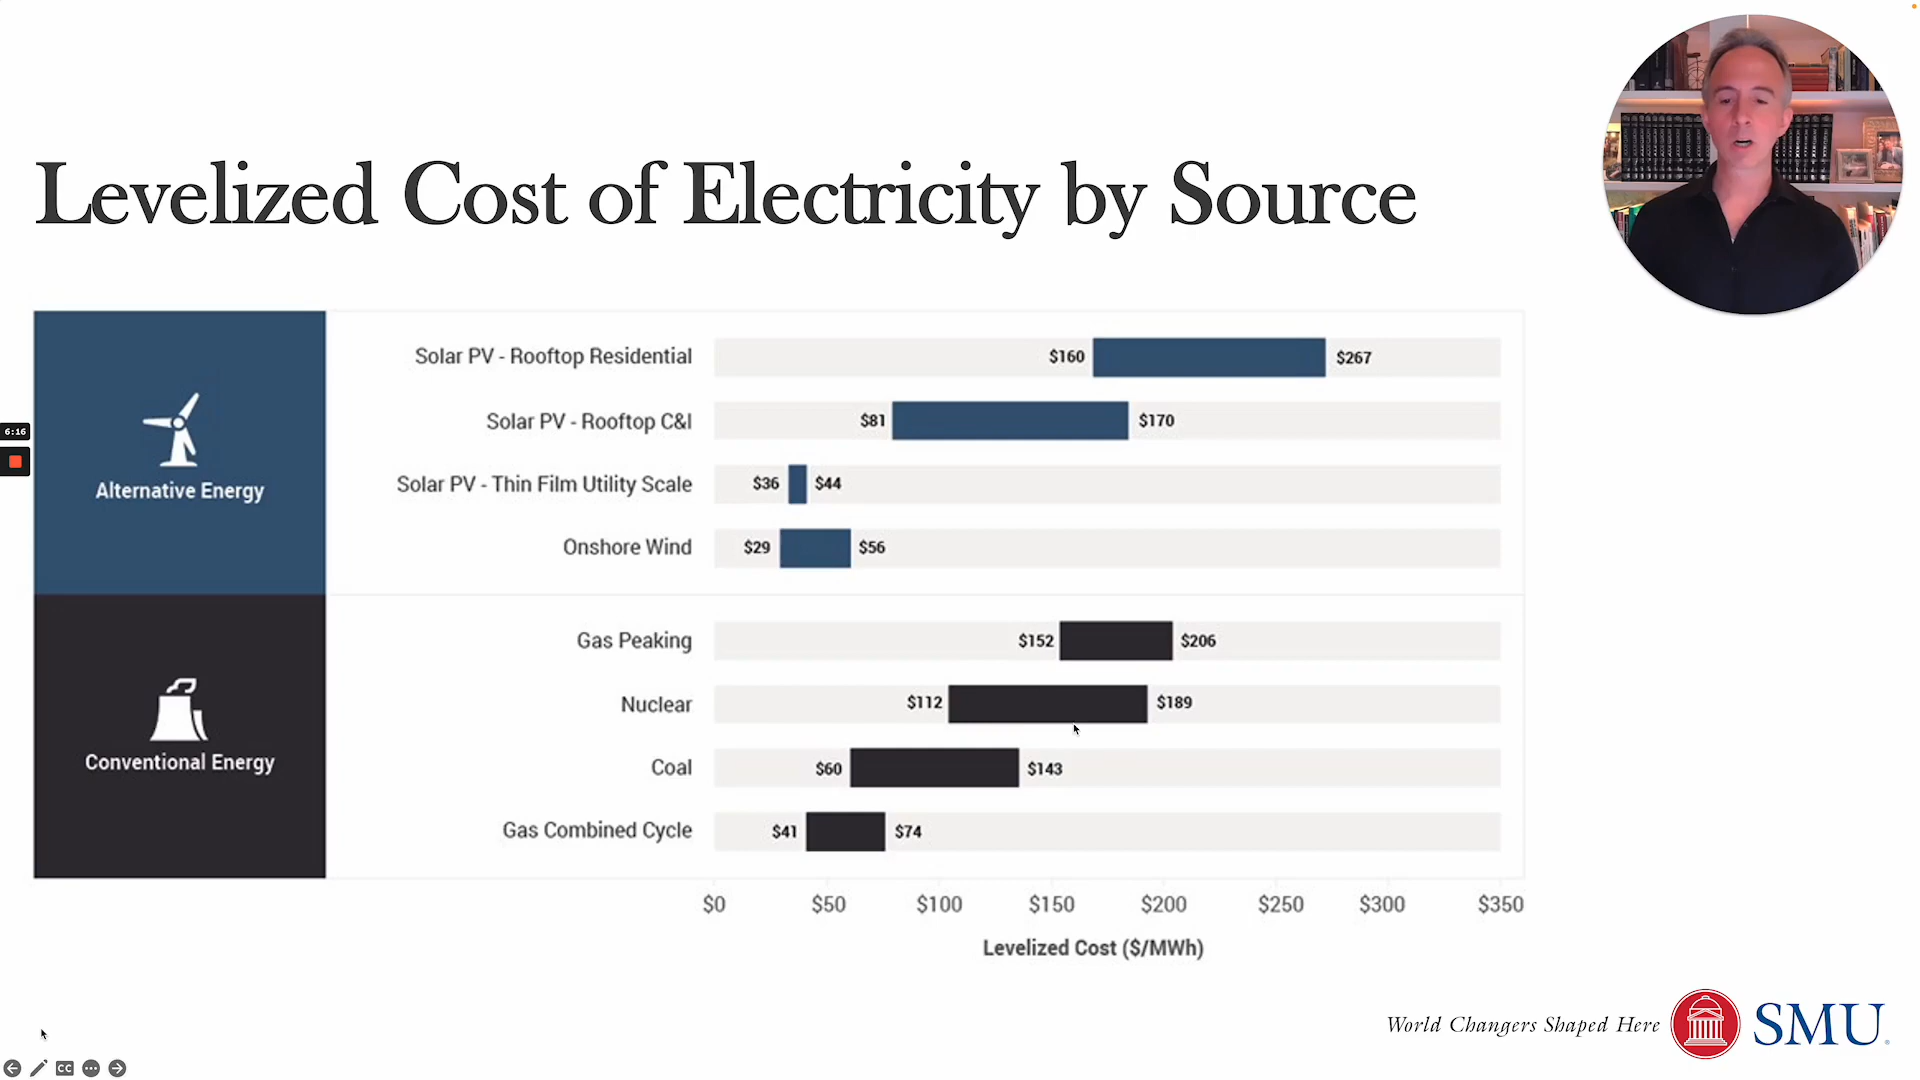 Levelized Cost of Electricity by Source
6:16
Alternative Energy
Solar PV - Rooftop Residential $160 $267
Solar PV - Rooftop C&I $81 $170
Solar PV - Thin Film Utility Scale $36 $44
Onshore Wind $29 $56
Conventional Energy
Gas Peaking $152 $206
Nuclear $112 $189
Coal $60 $143
Gas Combined Cycle $41 $74
$0 $50 $100 $150 $200 $250 $300 $350
Levelized Cost ($/MWh)
World Changers Shaped Here SMU
CC